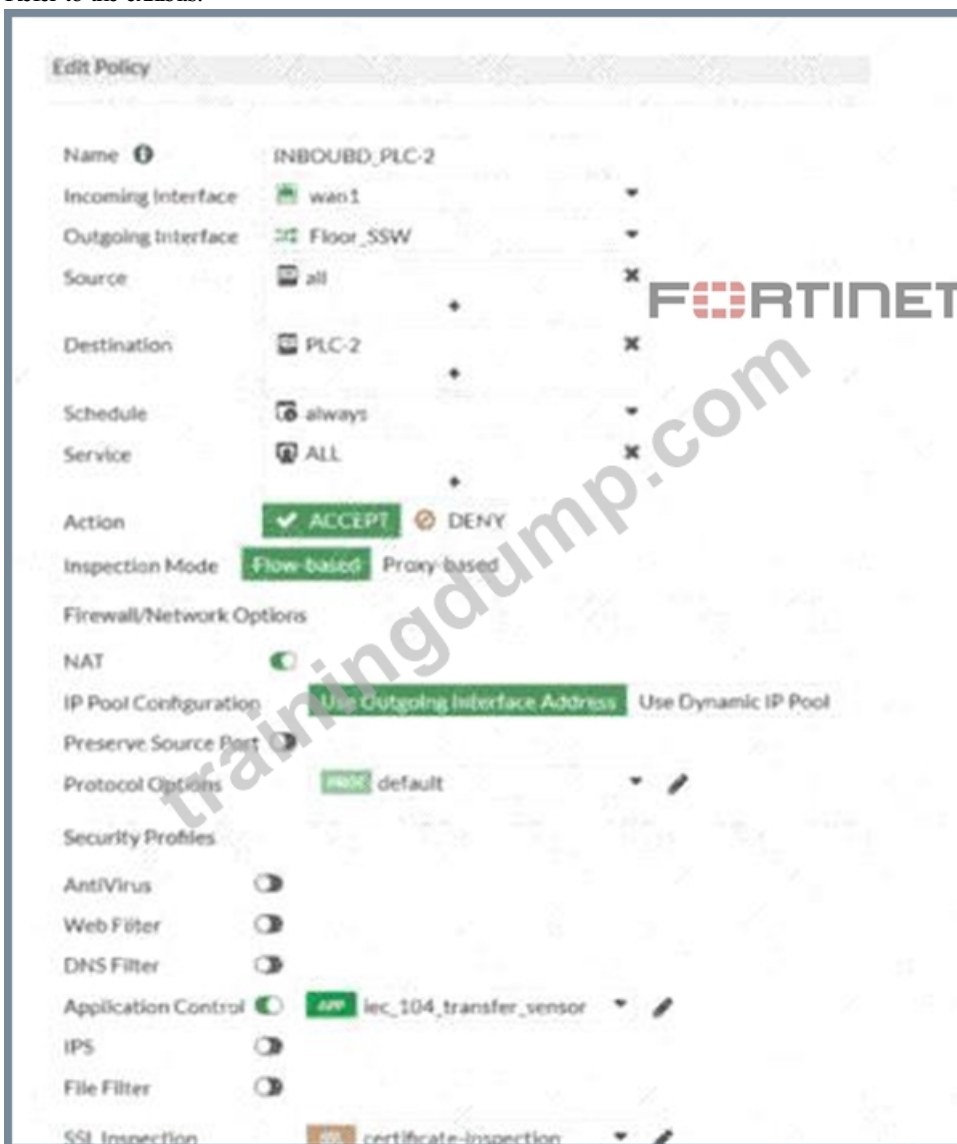 Edit Policy
Name INBOUBD_PLC-2
Incoming Interface wan1
Outgoing Interface Floor_SSW
Source all
FORTINET
Destination PLC-2
Schedule always
Service ALL
Action ACCEPT DENY
Inspection Mode Flow-based Proxy-based
Firewall/Network Options
NAT
IP Pool Configuration Use Outgoing Interface Address Use Dynamic IP Pool
Preserve Source Port
Protocol Options default
Security Profiles
AntiVirus
Web Filter
DNS Filter
Application Control APP iec_104_transfer_sensor
IPS
File Filter
SSL Inspection certificate-inspection
trainingdump.com